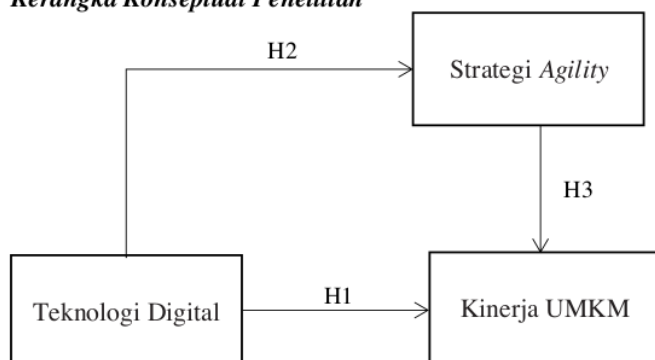 Kerangka Konseptual Penelitian
H2
Strategi Agility
H3
Teknologi Digital
H1
Kinerja UMKM